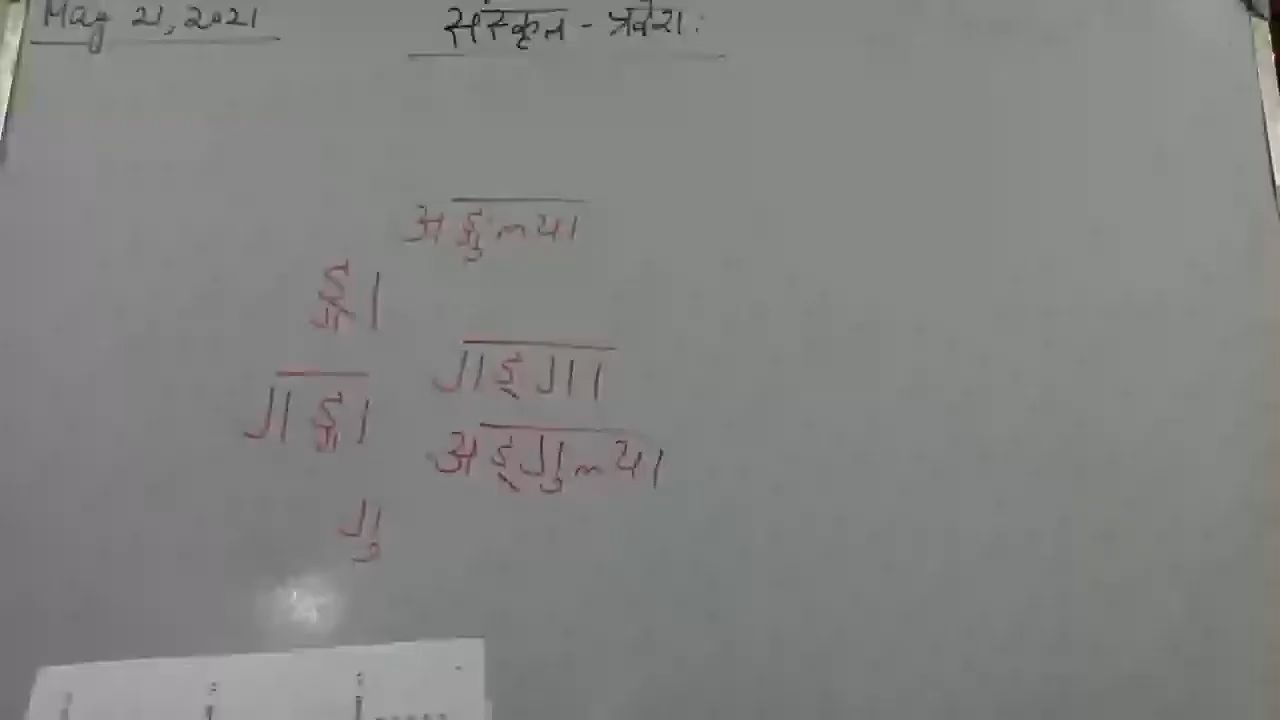 May 21, 2021
संस्कृत - प्रवेशः
अङ्गुल्या
ङ्ग।
गङ्गा
गङ्गा
अङ्गुल्या
गु